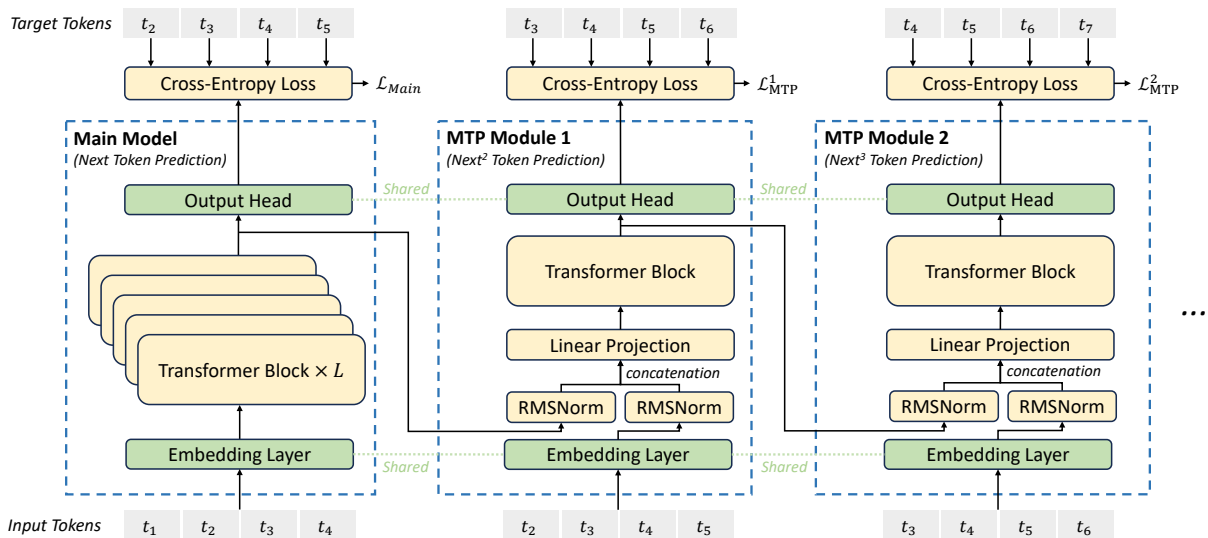 Target Tokens t₂ t₃ t₄ t₅ t₃ t₄ t₅ t₆ t₄ t₅ t₆ t₇
Cross-Entropy Loss ℒ_Main Cross-Entropy Loss ℒ¹_MTP Cross-Entropy Loss ℒ²_MTP
Main Model
(Next Token Prediction)
MTP Module 1
(Next² Token Prediction)
MTP Module 2
(Next³ Token Prediction)
Output Head Shared Output Head Shared Output Head
Transformer Block × L
Transformer Block
Linear Projection
concatenation
RMSNorm RMSNorm
Transformer Block
Linear Projection
concatenation
RMSNorm RMSNorm
...
Embedding Layer Shared Embedding Layer Shared Embedding Layer
Input Tokens t₁ t₂ t₃ t₄ t₂ t₃ t₄ t₅ t₃ t₄ t₅ t₆